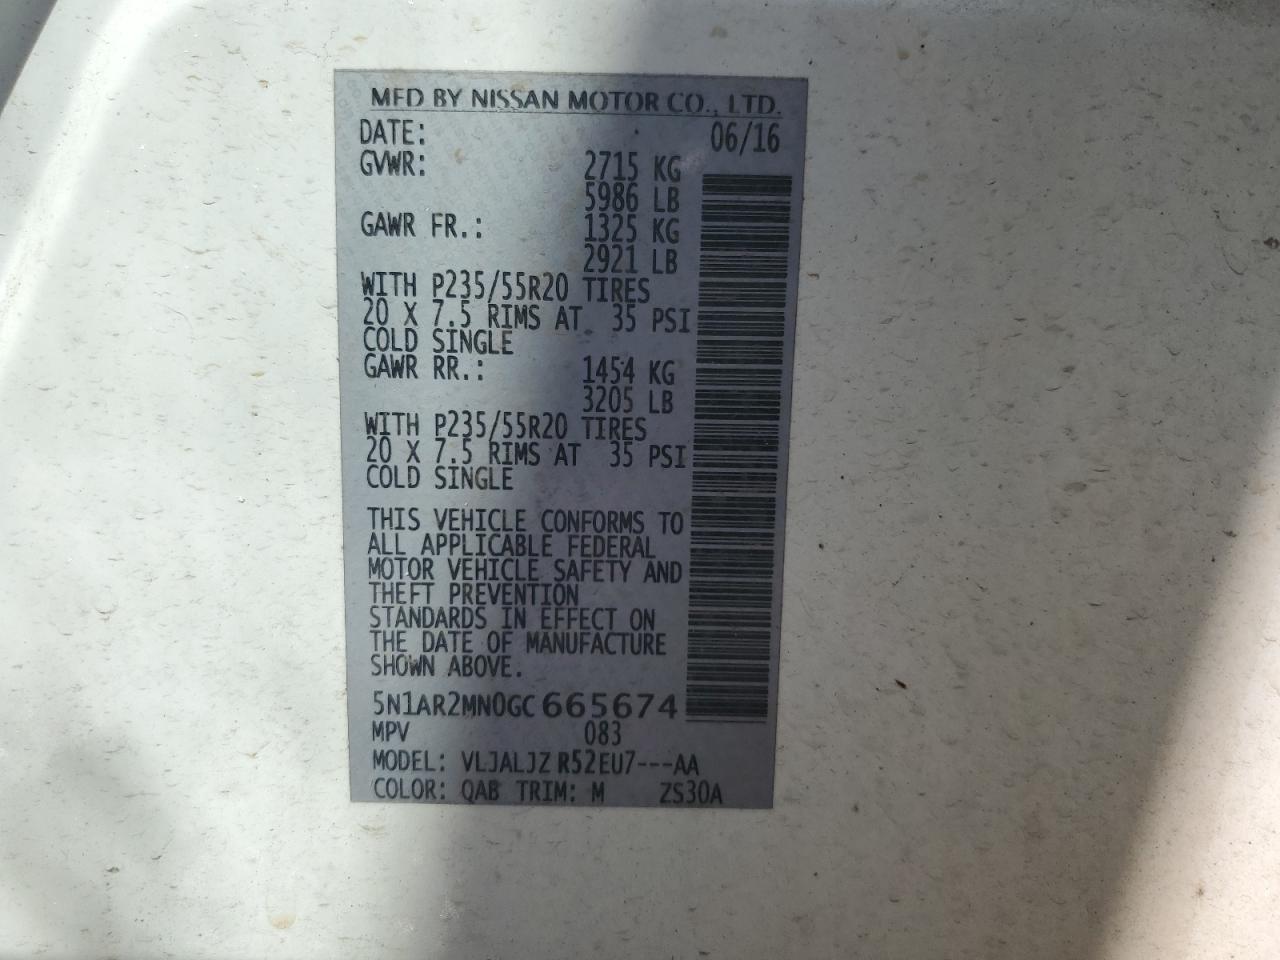 MFD BY NISSAN MOTOR CO., LTD.
DATE: 06/16
GVWR: 2715 KG
5986 LB
GAWR FR.: 1325 KG
2921 LB
WITH P235/55R20 TIRES
20 X 7.5 RIMS AT 35 PSI
COLD SINGLE
GAWR RR.: 1454 KG
3205 LB
WITH P235/55R20 TIRES
20 X 7.5 RIMS AT 35 PSI
COLD SINGLE
THIS VEHICLE CONFORMS TO
ALL APPLICABLE FEDERAL
MOTOR VEHICLE SAFETY AND
THEFT PREVENTION
STANDARDS IN EFFECT ON
THE DATE OF MANUFACTURE
SHOWN ABOVE.
5N1AR2MN0GC665674
MPV 083
MODEL: VLJALJZ R52EU7---AA
COLOR: QAB TRIM: M ZS30A